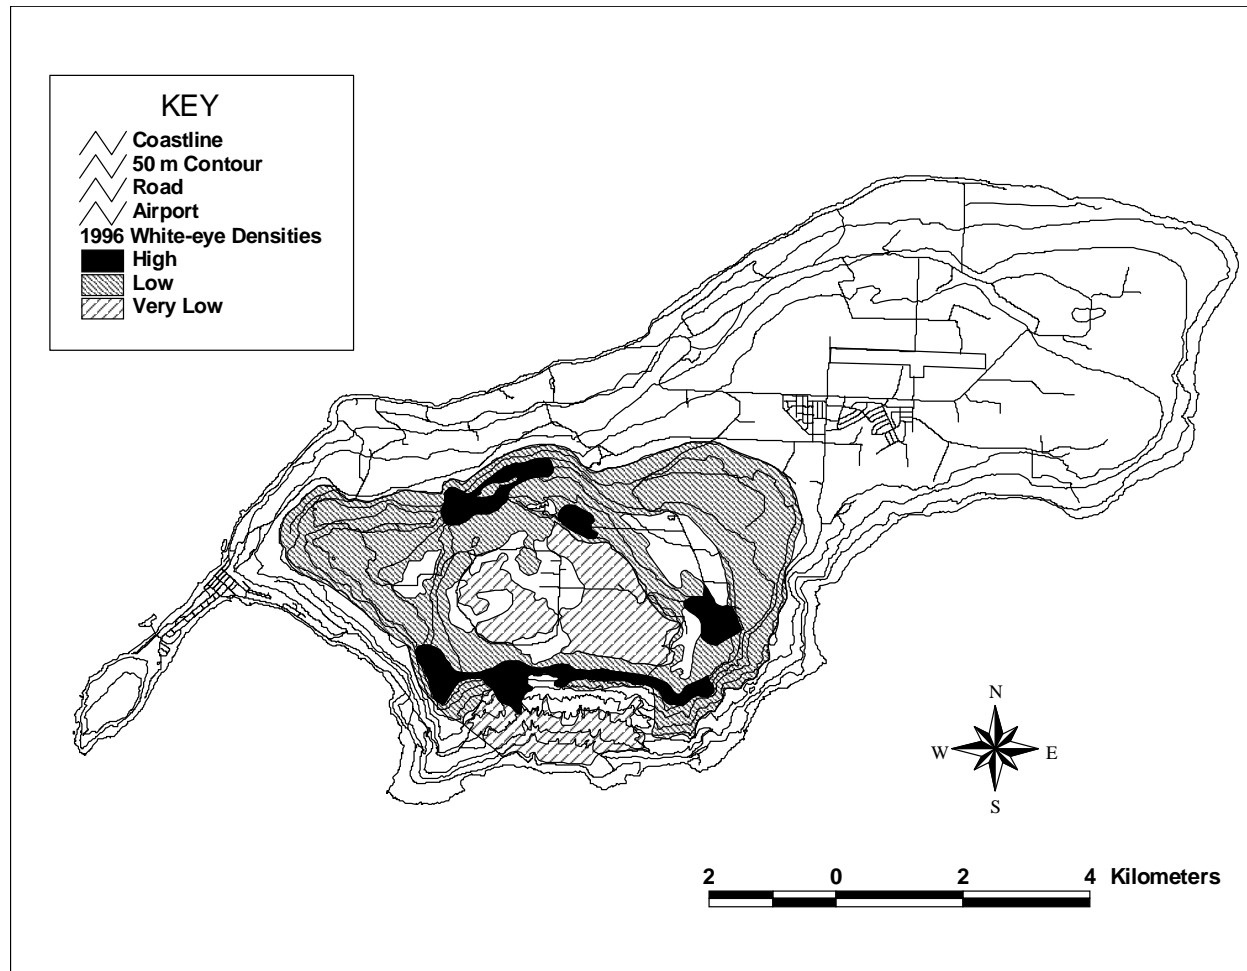 KEY
Coastline
50 m Contour
Road
Airport
1996 White-eye Densities
High
Low
Very Low
N
W E
S
2 0 2 4 Kilometers